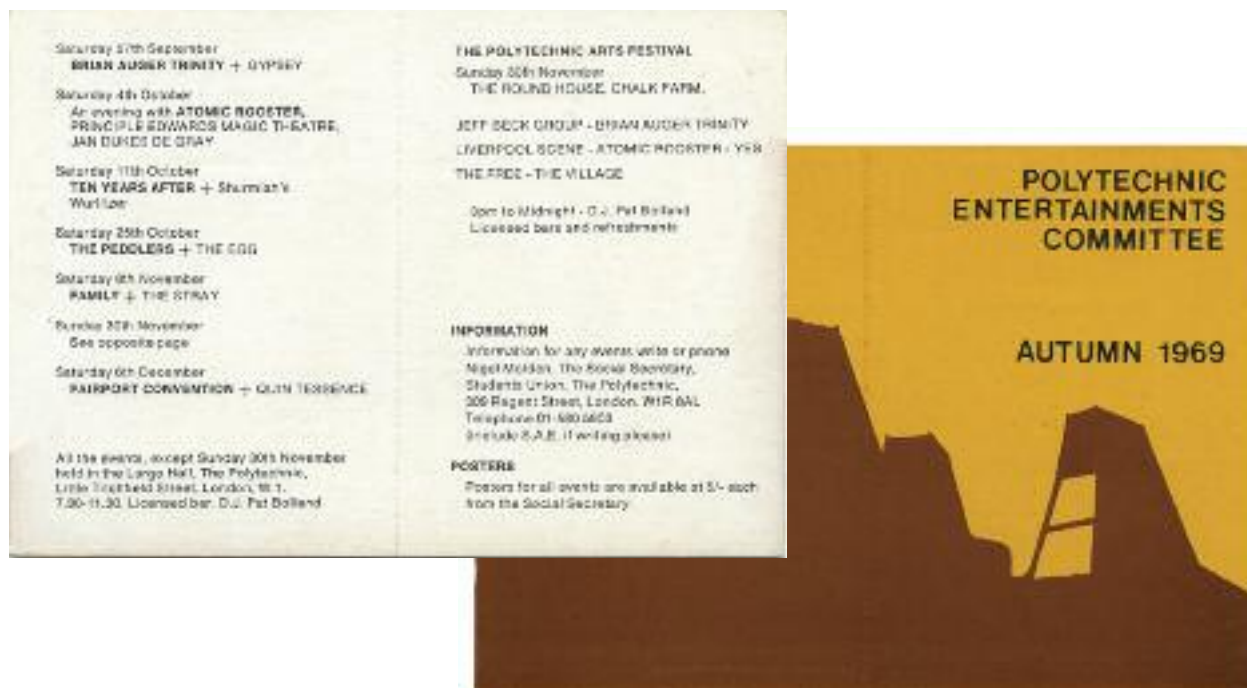 Saturday 27th September
BRIAN AUGER TRINITY + GYPSEY
Saturday 4th October
An evening with ATOMIC ROOSTER,
PRINCIPLE EDWARDS MAGIC THEATRE,
JAN DUKES DE GRAY
Saturday 11th October
TEN YEARS AFTER + Shurmian's
Wurlitzer
Saturday 25th October
THE PEDDLERS + THE EGG
Saturday 8th November
FAMILY + THE STRAY
Sunday 30th November
See opposite page
Saturday 6th December
FAIRPORT CONVENTION + QUIN TESSENCE
All the events, except Sunday 30th November
held in the Large Hall, The Polytechnic,
Little Titchfield Street, London, W.1.
7.30-11.30. Licensed bar. D.J. Pat Bolland
THE POLYTECHNIC ARTS FESTIVAL
Sunday 30th November
THE ROUND HOUSE, CHALK FARM.
JEFF BECK GROUP - BRIAN AUGER TRINITY
LIVERPOOL SCENE - ATOMIC ROOSTER - YES
THE FREE - THE VILLAGE
to Midnight - D.J. Pat Bolland
Licensed bars and refreshments
INFORMATION
Information for any events write or phone
Nigel Molden, The Social Secretary,
Students Union, The Polytechnic,
309 Regent Street, London. W1R 8AL
Telephone 01-580
(include S.A.E. if writing please)
POSTERS
Posters for all events are available at 5/- each
from the Social Secretary
POLYTECHNIC
ENTERTAINMENTS
COMMITTEE
AUTUMN 1969